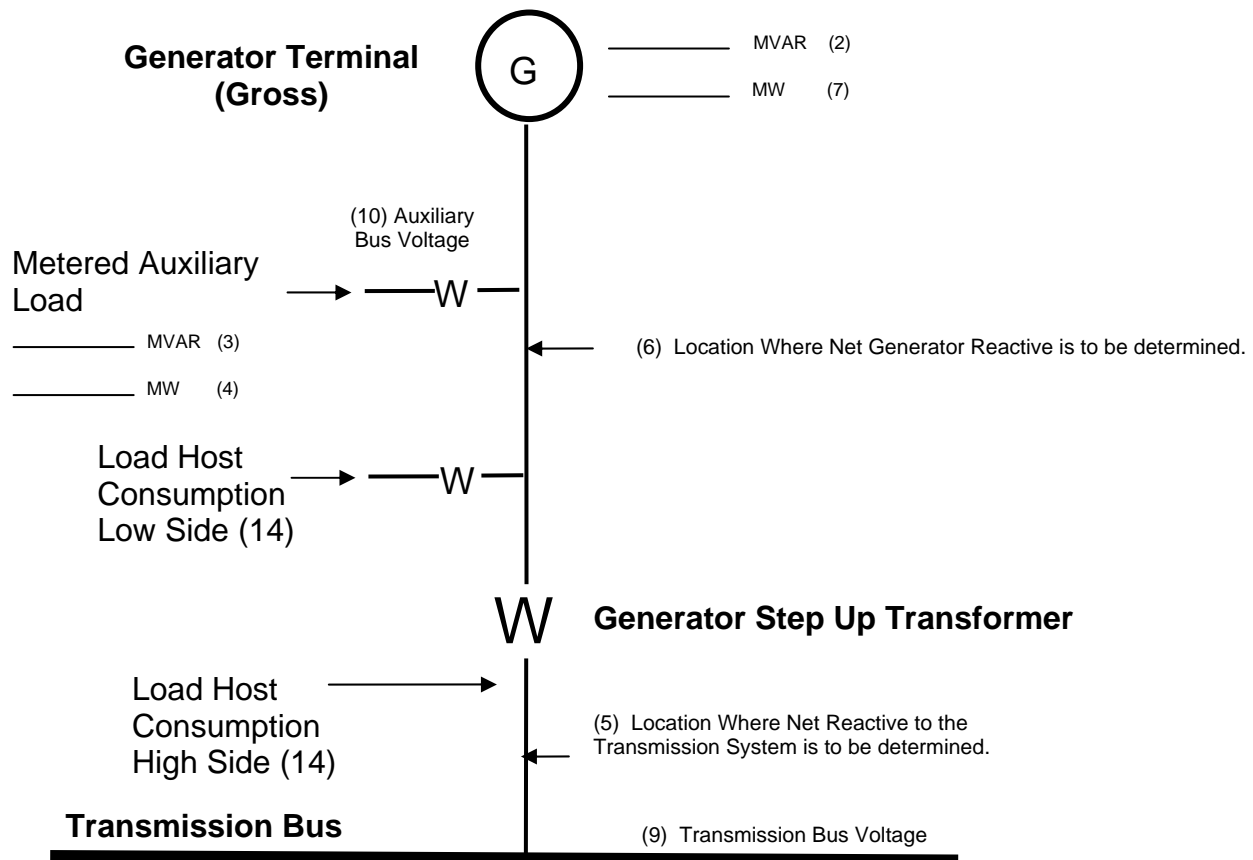 Generator Terminal
(Gross)
G
MVAR (2)
MW (7)
(10) Auxiliary
Bus Voltage
Metered Auxiliary
Load
W
MVAR (3)
MW (4)
(6) Location Where Net Generator Reactive is to be determined.
Load Host
Consumption
Low Side (14)
W
W
Generator Step Up Transformer
Load Host
Consumption
High Side (14)
(5) Location Where Net Reactive to the
Transmission System is to be determined.
Transmission Bus
(9) Transmission Bus Voltage